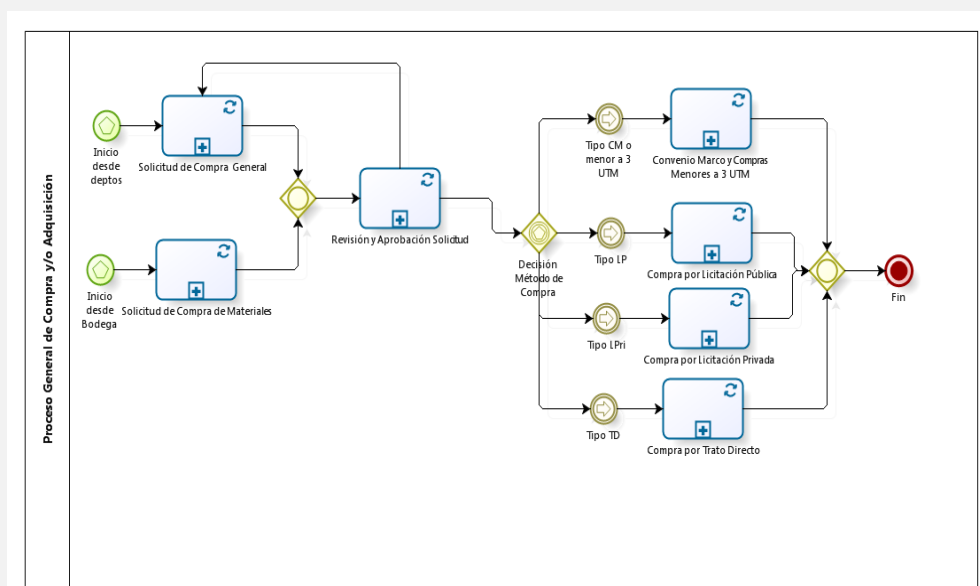 Proceso General de Compra y/o Adquisición
Inicio
desde
deptos
Solicitud de Compra General
Inicio
desde
Bodega
Solicitud de Compra de Materiales
Revisión y Aprobación Solicitud
Decisión
Método de
Compra
Tipo CM o
menor a 3
UTM
Convenio Marco y Compras
Menores a 3 UTM
Tipo LP
Compra por Licitación Pública
Tipo LPri
Compra por Licitación Privada
Tipo TD
Compra por Trato Directo
Fin